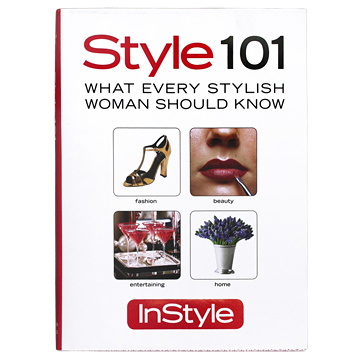 Style 101
WHAT EVERY STYLISH
WOMAN SHOULD KNOW
fashion
beauty
entertaining
home
InStyle